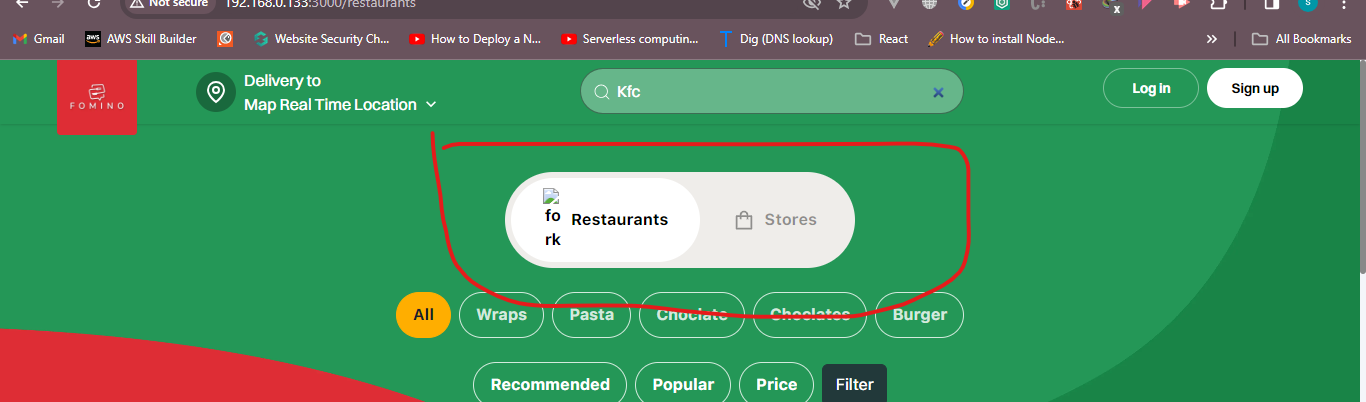 Not secure 192.168.0.133:3000/restaurants
Gmail AWS Skill Builder Website Security Ch... How to Deploy a N... Serverless computin... Dig (DNS lookup) React How to install Node... » All Bookmarks
FOMINO
Delivery to
Map Real Time Location
Kfc
Log in
Sign up
fo
rk
Restaurants
Stores
All Wraps Pasta Choclate Choclates Burger
Recommended Popular Price Filter